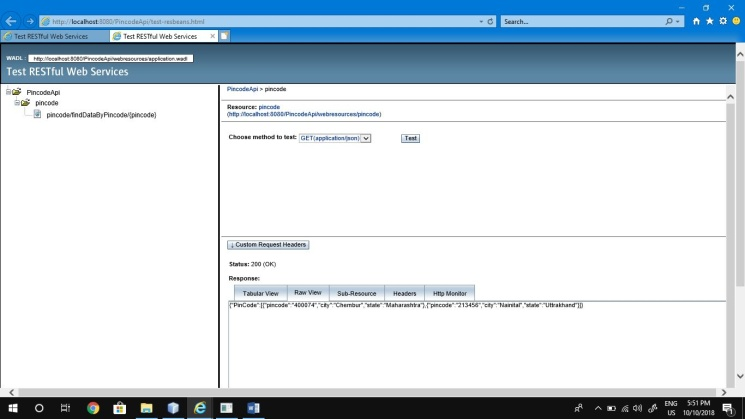 http://localhost:8080/PincodeApi/test-resbeans.html
Search...
Test RESTful Web Services
Test RESTful Web Services
WADL : http://localhost:8080/PincodeApi/webresources/application.wadl
Test RESTful Web Services
PincodeApi
pincode
pincode/findDataByPincode/{pincode}
PincodeApi > pincode
Resource: pincode
(http://localhost:8080/PincodeApi/webresources/pincode)
Choose method to test: GET(application/json) Test
↓ Custom Request Headers
Status: 200 (OK)
Response:
Tabular View Raw View Sub-Resource Headers Http Monitor
{"PinCode":[{"pincode":"400074","city":"Chembur","state":"Maharashtra"},{"pincode":"213456","city":"Nainital","state":"Uttrakhand"}]}
ENG 5:51 PM
US 10/10/2018